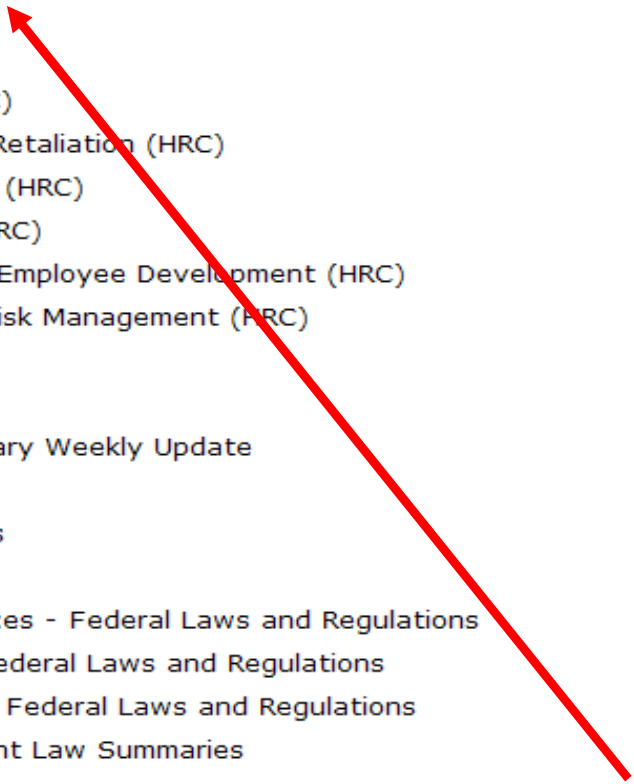 )
Retaliation (HRC)
(HRC)
RC)
Employee Development (HRC)
isk Management (HRC)
ary Weekly Update
s
es - Federal Laws and Regulations
ederal Laws and Regulations
Federal Laws and Regulations
nt Law Summaries